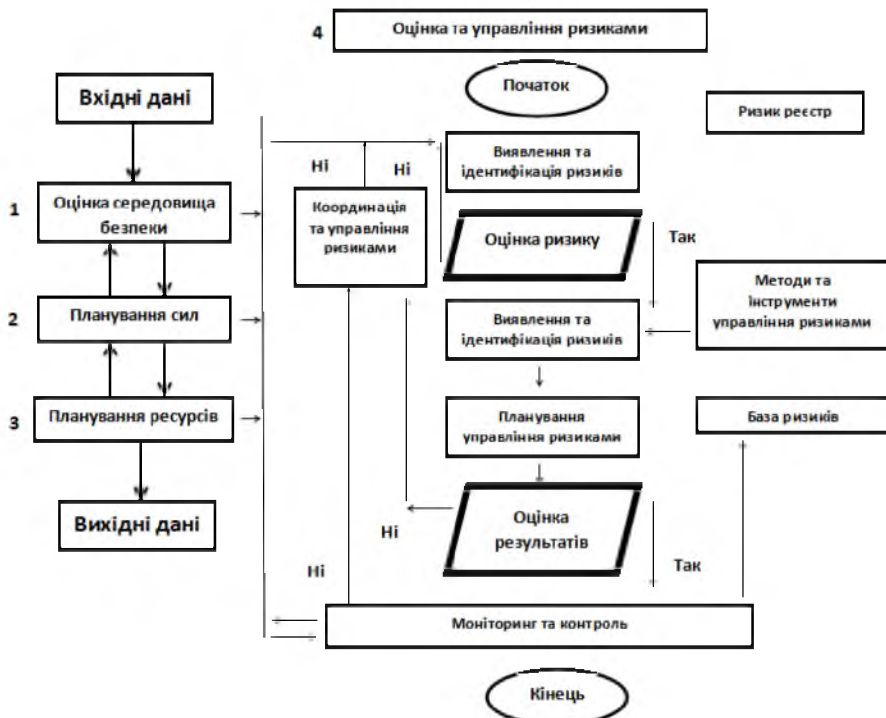 4
Оцінка та управління ризиками
Початок
Вхідні дані
Ризик реєстр
Ні
Ні
Виявлення та
ідентифікація ризиків
1
Оцінка середовища
безпеки
Координація
та управління
ризиками
Оцінка ризику
Так
Методи та
інструменти
управління ризиками
2
Планування сил
Виявлення та
ідентифікація ризиків
3
Планування ресурсів
Планування
управління ризиками
База ризиків
Вихідні дані
Ні
Оцінка
результатів
Ні
Так
Моніторинг та контроль
Кінець